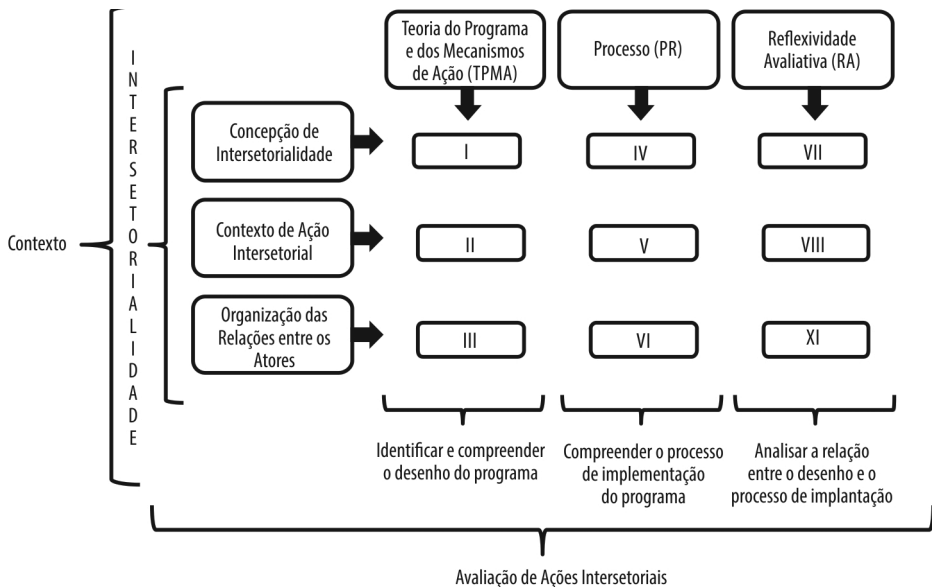 Contexto
INTERSETORIALIDADE
Teoria do Programa
e dos Mecanismos
de Ação (TPMA)
Processo (PR)
Reflexividade
Avaliativa (RA)
Concepção de
Intersetorialidade
I
IV
VII
Contexto de Ação
Intersetorial
II
V
VIII
Organização das
Relações entre os
Atores
III
VI
XI
Identificar e compreender
o desenho do programa
Compreender o processo
de implementação
do programa
Analisar a relação
entre o desenho e o
processo de implantação
Avaliação de Ações Intersetoriais